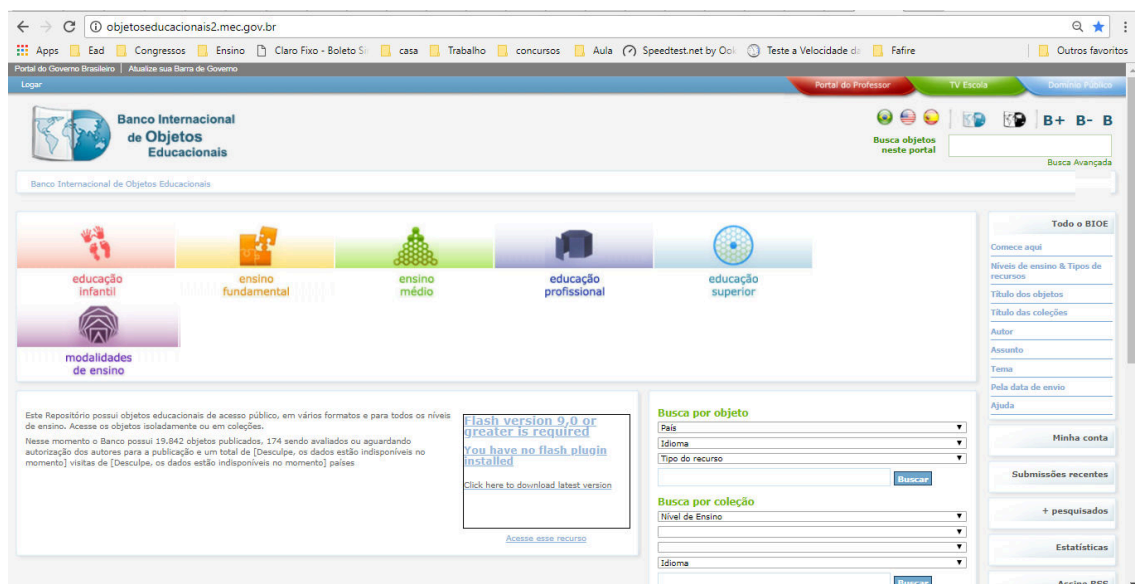 objetoseducacionais2.mec.gov.br
Apps Ead Congressos Ensino Claro Fixo - Boleto casa Trabalho concursos Aula Speedtest.net by Teste a Velocidade Fafire Outros favoritos
Portal do Governo Brasileiro | Atualize sua Barra de Governo
Logar Portal do Professor TV Escola Domínio Público
Banco Internacional
de Objetos
Educacionais
B+ B- B
Busca objetos
neste portal
Busca Avançada
Banco Internacional de Objetos Educacionais
educação
infantil
ensino
fundamental
ensino
médio
educação
profissional
educação
superior
modalidades
de ensino
Todo o BIOE
Comece aqui
Níveis de ensino & Tipos de
recursos
Título dos objetos
Título das coleções
Autor
Assunto
Tema
Pela data de envio
Ajuda
Minha conta
Submissões recentes
+ pesquisados
Estatísticas
Assine RSS
Este Repositório possui objetos educacionais de acesso público, em vários formatos e para todos os níveis
de ensino. Acesse os objetos isoladamente ou em coleções.
Nesse momento o Banco possui 19.842 objetos publicados, 174 sendo avaliados ou aguardando
autorização dos autores para a publicação e um total de [Desculpe, os dados estão indisponíveis no
momento] visitas de [Desculpe, os dados estão indisponíveis no momento] países
Flash version 9,0 or
greater is required
You have no flash plugin
installed
Click here to download latest version
Acesse esse recurso
Busca por objeto
País
Idioma
Tipo do recurso
Buscar
Busca por coleção
Nível de Ensino
Idioma
Buscar